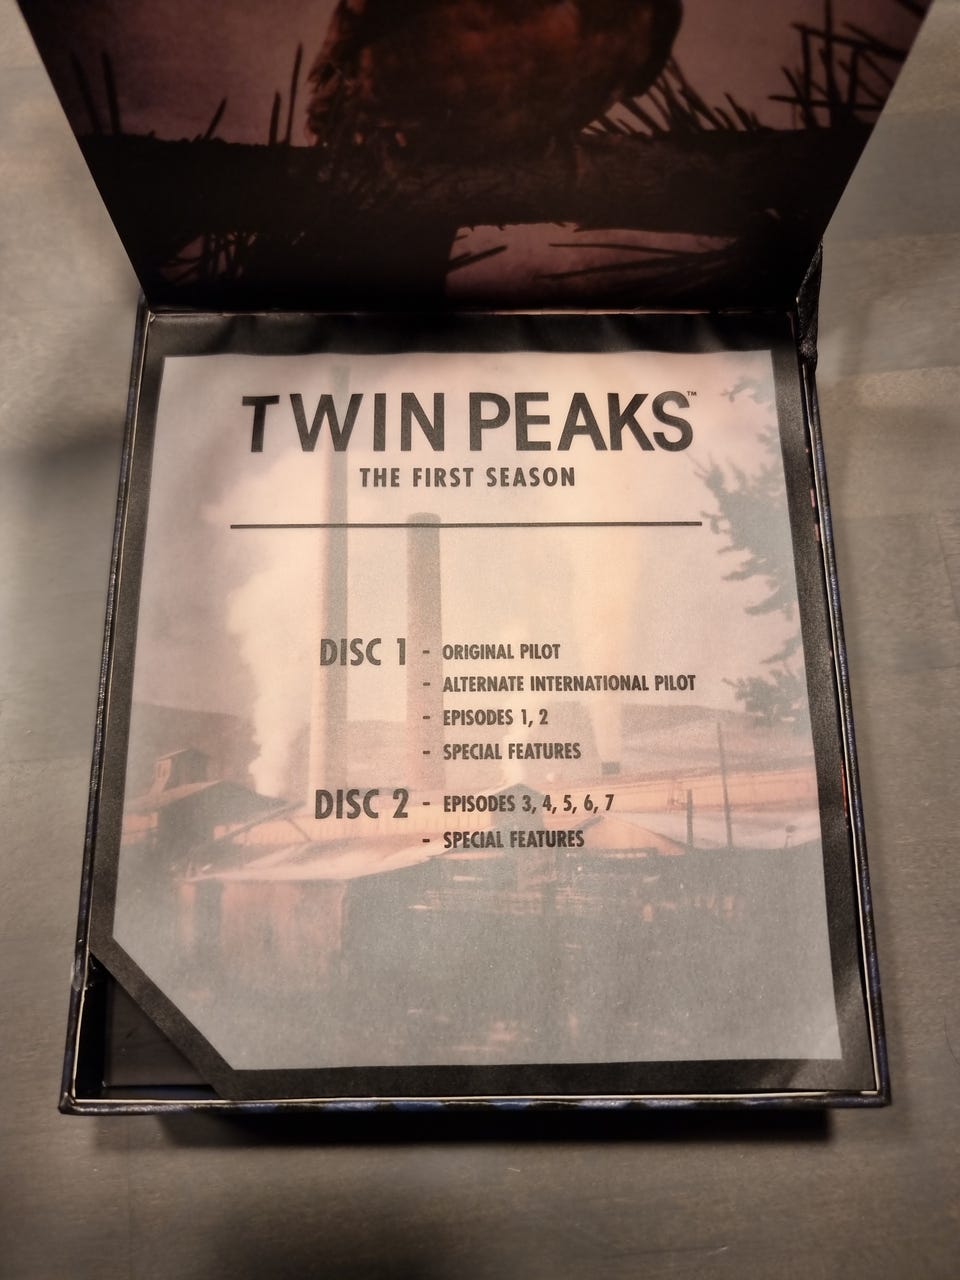 TWIN PEAKS™
THE FIRST SEASON
DISC 1 - ORIGINAL PILOT
- ALTERNATE INTERNATIONAL PILOT
- EPISODES 1, 2
- SPECIAL FEATURES
DISC 2 - EPISODES 3, 4, 5, 6, 7
- SPECIAL FEATURES